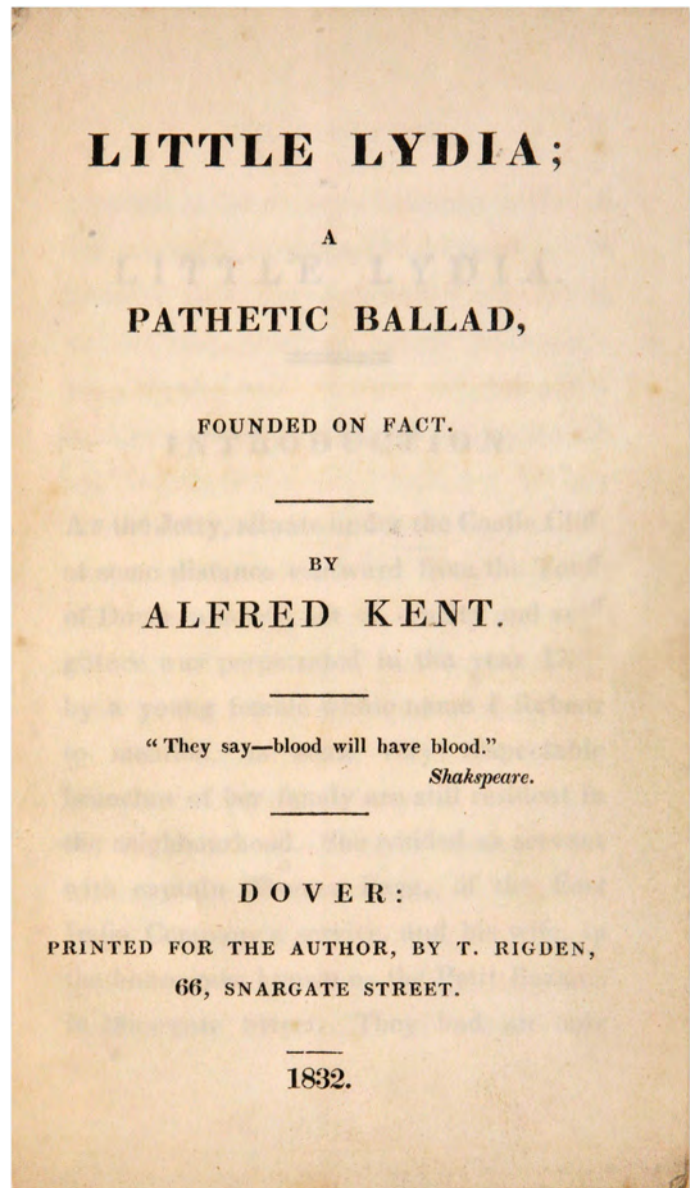 LITTLE LYDIA;
A
PATHETIC BALLAD,
FOUNDED ON FACT.
BY
ALFRED KENT.
“ They say—blood will have blood.”
Shakspeare.
DOVER:
PRINTED FOR THE AUTHOR, BY T. RIGDEN,
66, SNARGATE STREET.
1832.